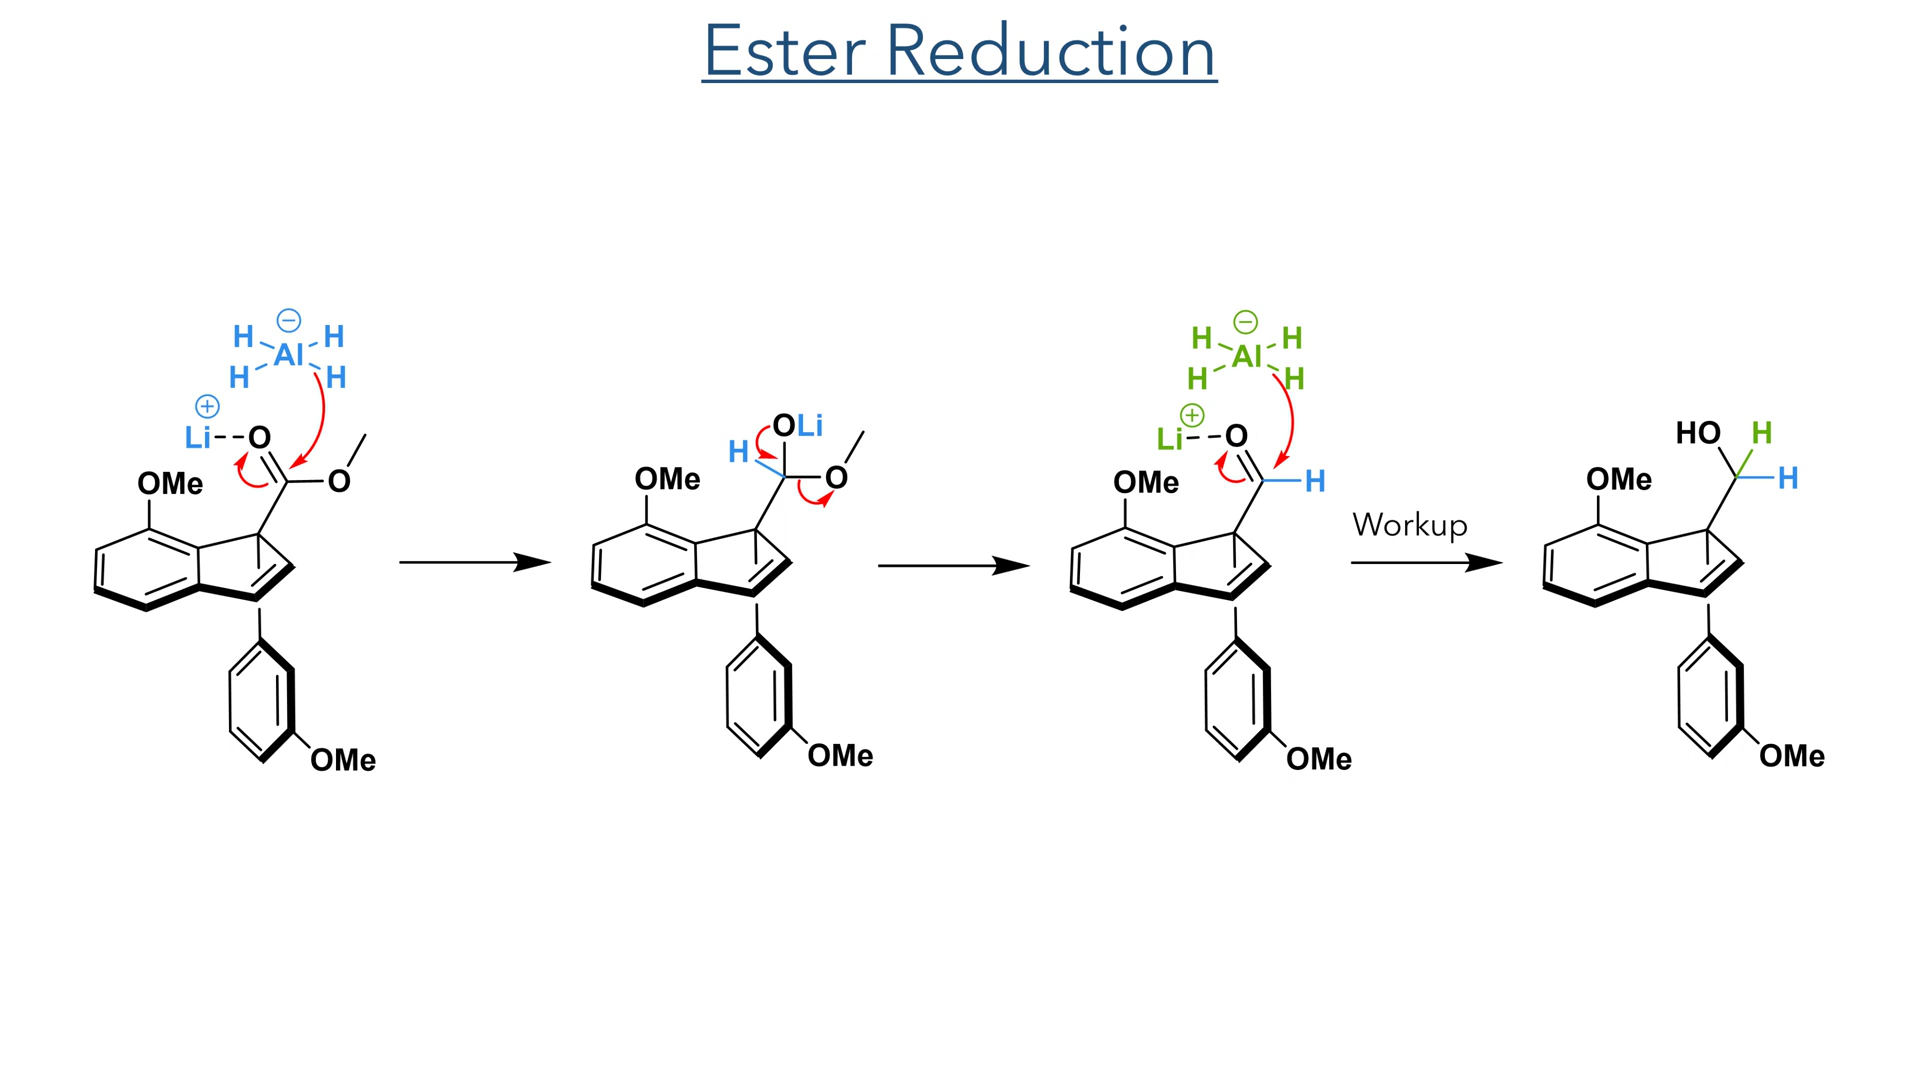 Ester Reduction
⊖
H H
Al
H H
⊕
Li O
OMe O
OMe
OLi
H
OMe O
OMe
⊖
H H
Al
H H
⊕
Li O
OMe H
OMe
Workup
HO H
OMe H
OMe